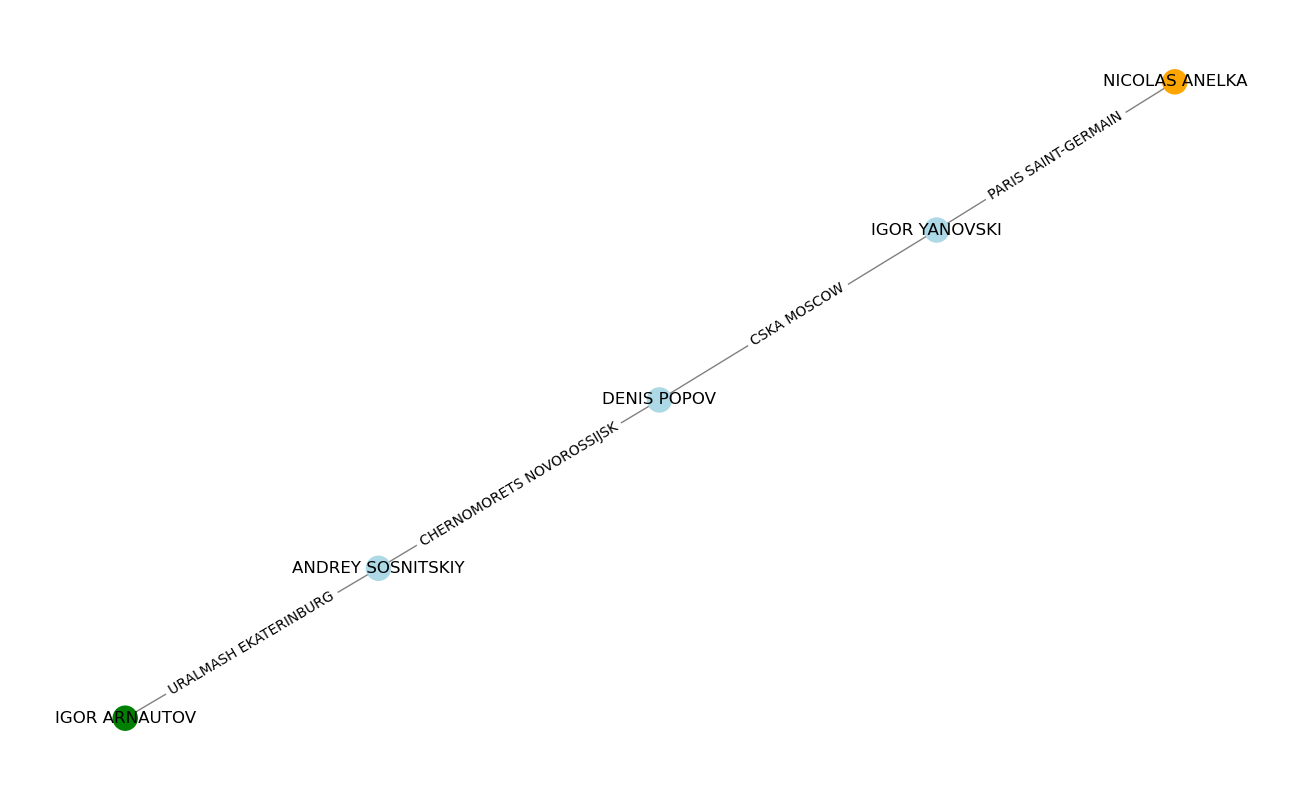 NICOLAS ANELKA
PARIS SAINT-GERMAIN
IGOR YANOVSKI
CSKA MOSCOW
DENIS POPOV
CHERNOMORETS NOVOROSSIJSK
ANDREY SOSNITSKIY
URALMASH EKATERINBURG
IGOR ARNAUTOV